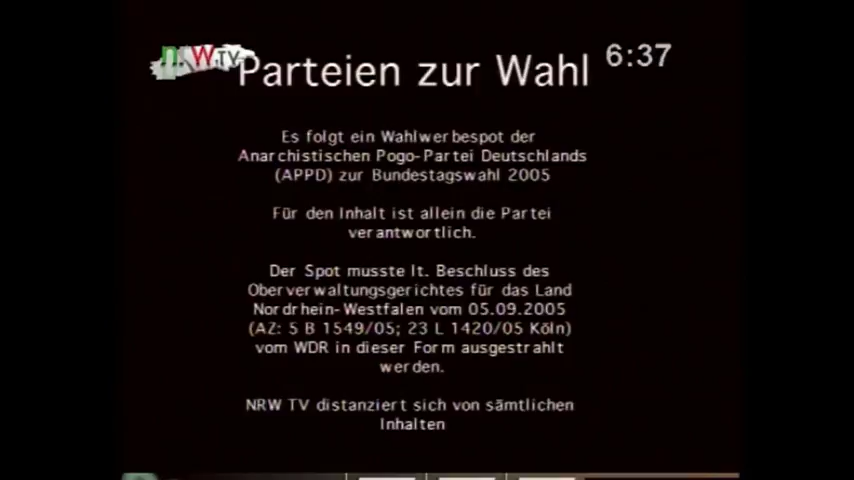 n.r.W.TV
Parteien zur Wahl
6:37
Es folgt ein Wahlwerbespot der
Anarchistischen Pogo-Partei Deutschlands
(APPD) zur Bundestagswahl 2005
Für den Inhalt ist allein die Partei
verantwortlich.
Der Spot musste lt. Beschluss des
Oberverwaltungsgerichtes für das Land
Nordrhein-Westfalen vom 05.09.2005
(AZ: 5 B 1549/05; 23 L 1420/05 Köln)
vom WDR in dieser Form ausgestrahlt
werden.
NRW TV distanziert sich von sämtlichen
Inhalten